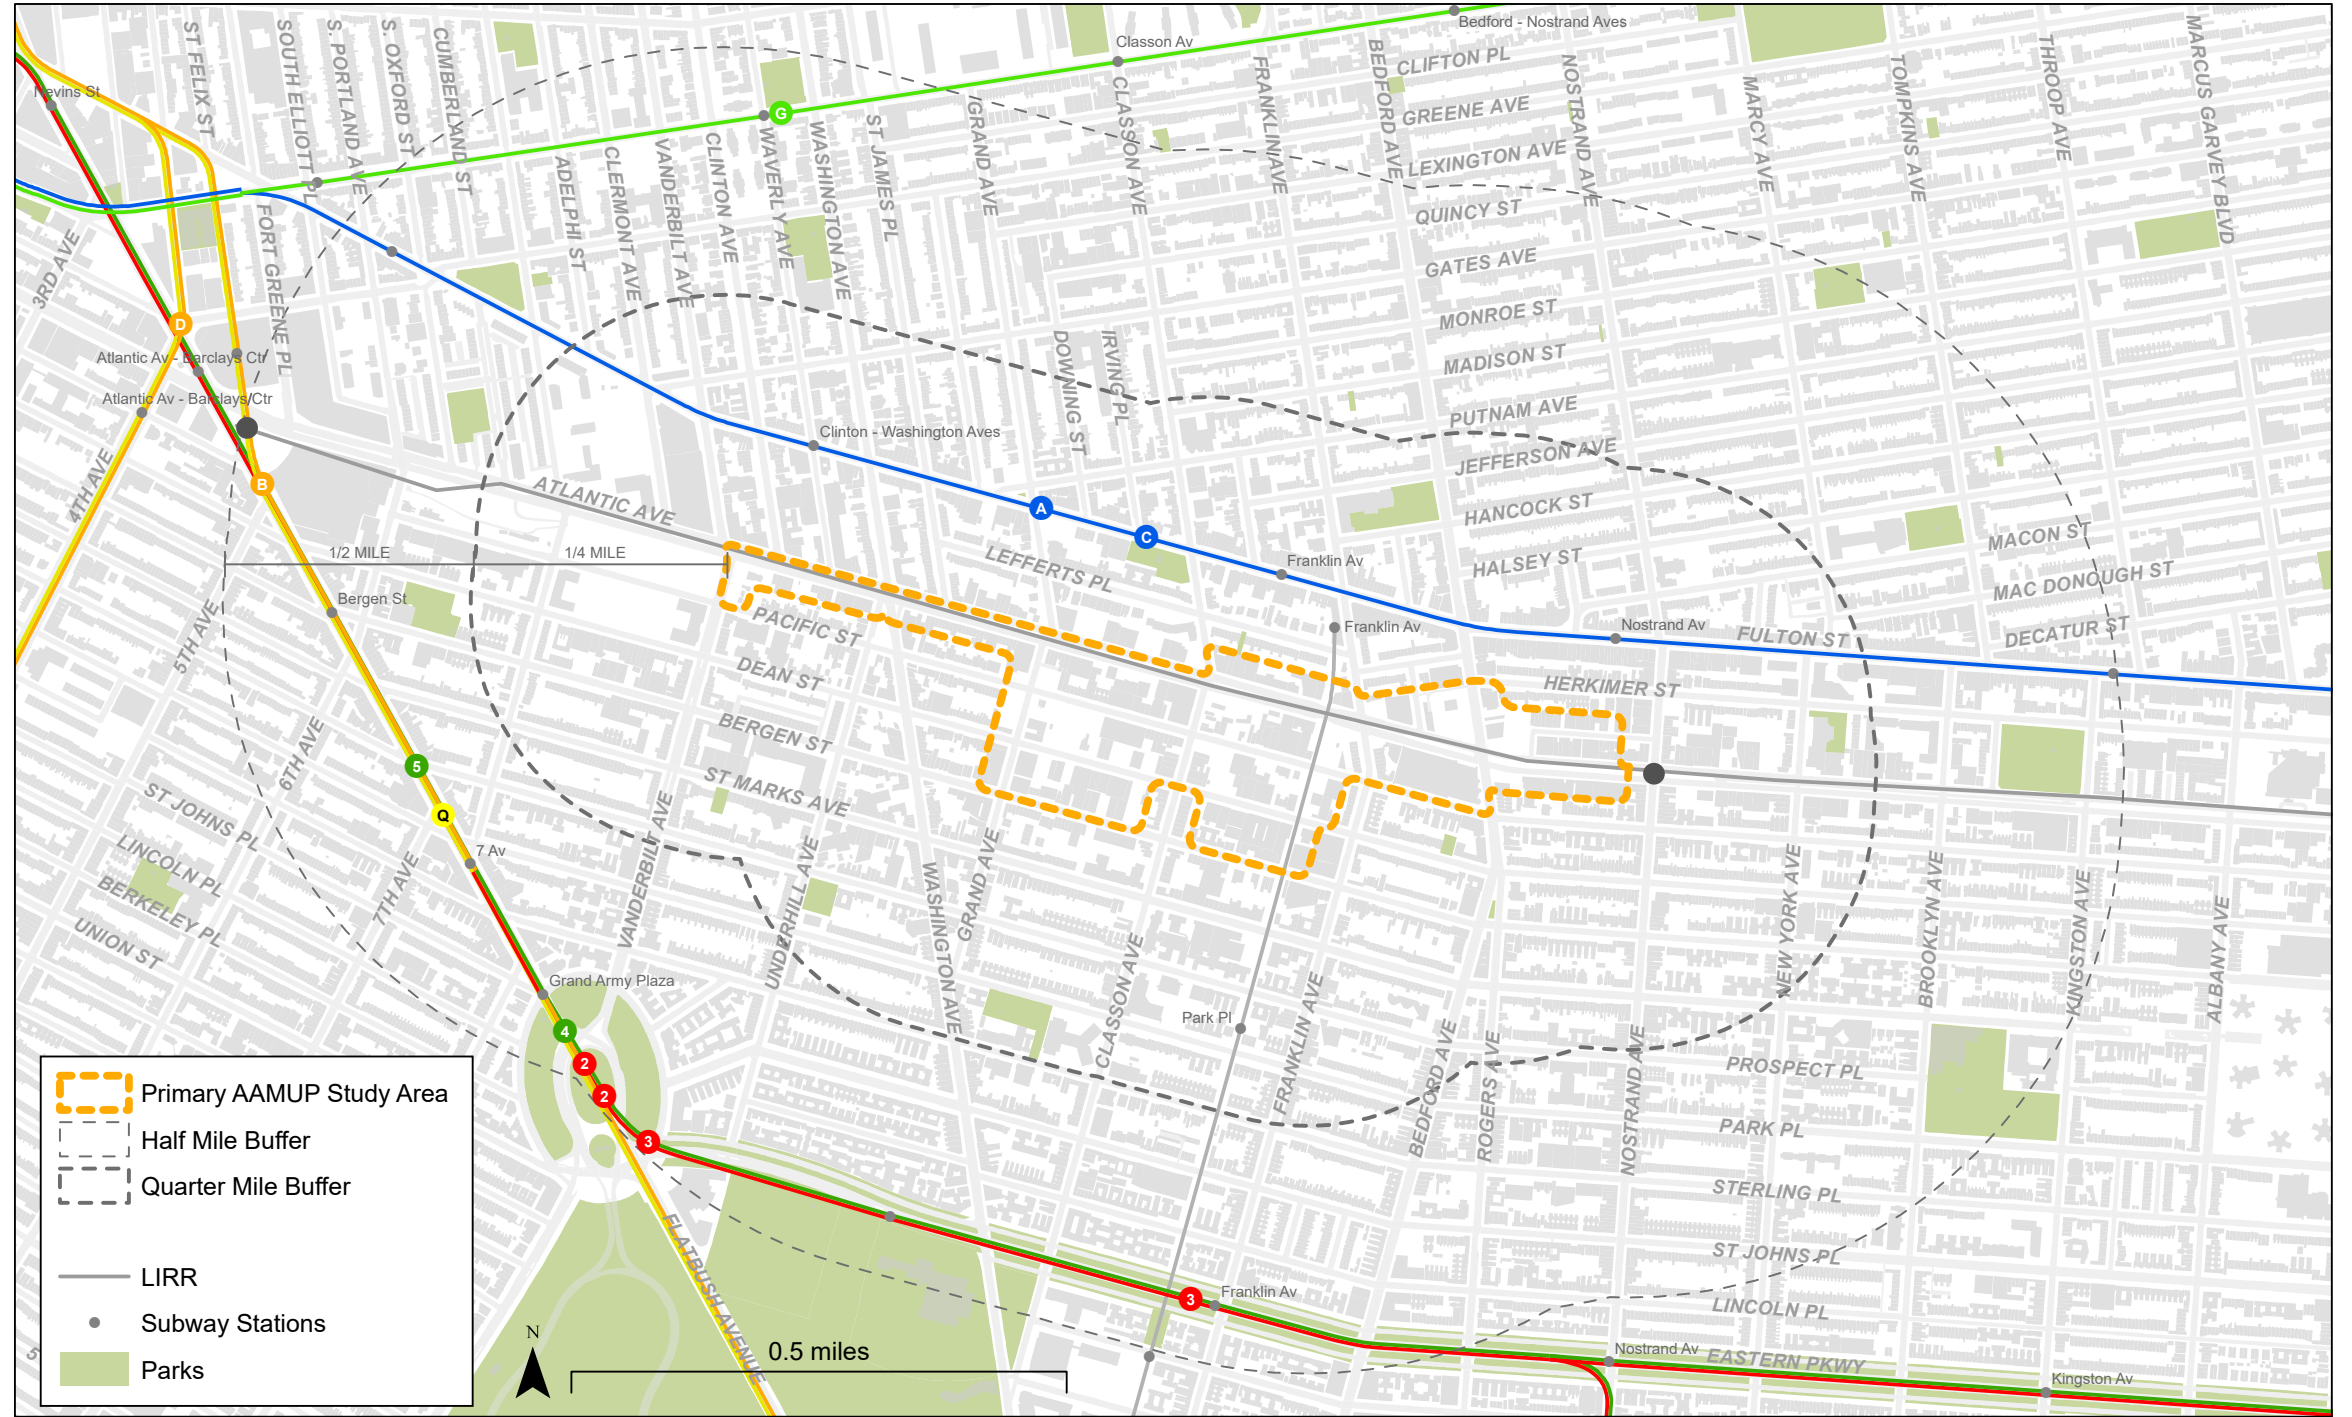 Bedford - Nostrand Aves
Classon Av
Nevins St
ST FELIX ST
SOUTH ELLIOTT PL
S. PORTLAND AVE
S. OXFORD ST
CUMBERLAND ST
ADELPHI ST
CLERMONT AVE
VANDERBILT AVE
CLINTON AVE
WAVERLY AVE
WASHINGTON AVE
ST JAMES PL
GRAND AVE
CLASSON AVE
FRANKLIN AVE
BEDFORD AVE
NOSTRAND AVE
MARCY AVE
TOMPKINS AVE
THROOP AVE
MARCUS GARVEY BLVD
G
CLIFTON PL
GREENE AVE
LEXINGTON AVE
QUINCY ST
GATES AVE
MONROE ST
MADISON ST
PUTNAM AVE
JEFFERSON AVE
HANCOCK ST
HALSEY ST
MACON ST
MAC DONOUGH ST
DECATUR ST
3RD AVE
FORT GREENE PL
D
Atlantic Av - Barclays Ctr
Atlantic Av - Barclays/Ctr
DOWNING ST
IRVING PL
4TH AVE
B
ATLANTIC AVE
Clinton - Washington Aves
A
C
LEFFERTS PL
Franklin Av
Franklin Av
1/2 MILE
1/4 MILE
Bergen St
5TH AVE
PACIFIC ST
DEAN ST
BERGEN ST
ST MARKS AVE
Nostrand Av
FULTON ST
HERKIMER ST
6TH AVE
5
Q
7 Av
ST JOHNS PL
LINCOLN PL
BERKELEY PL
UNION ST
7TH AVE
VANDERBILT AVE
UNDERHILL AVE
WASHINGTON AVE
GRAND AVE
CLASSON AVE
FRANKLIN AVE
BEDFORD AVE
ROGERS AVE
NOSTRAND AVE
NEW YORK AVE
BROOKLYN AVE
KINGSTON AVE
ALBANY AVE
Grand Army Plaza
Park Pl
4
2
2
3
PROSPECT PL
PARK PL
STERLING PL
ST JOHNS PL
LINCOLN PL
EASTERN PKWY
FLATBUSH AVENUE
3
Franklin Av
Nostrand Av
Kingston Av
Primary AAMUP Study Area
Half Mile Buffer
Quarter Mile Buffer
LIRR
Subway Stations
Parks
5
N
0.5 miles